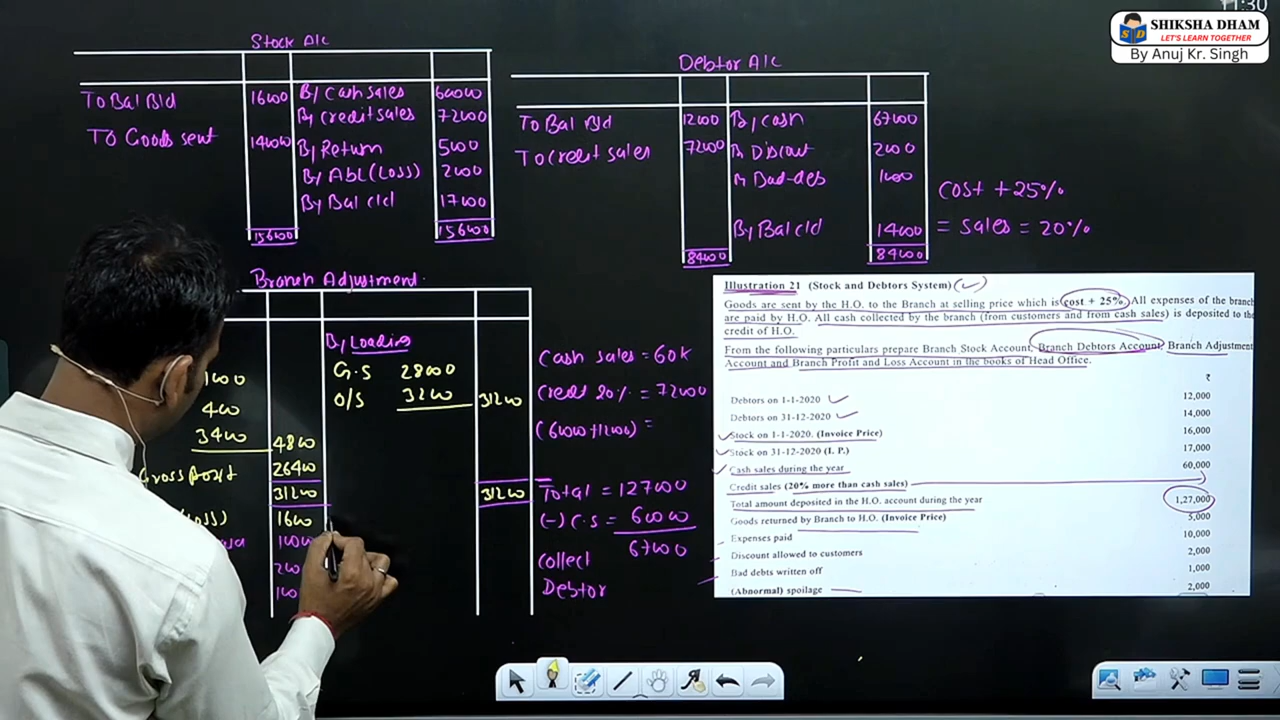 11:30
SHIKSHA DHAM
LET'S LEARN TOGETHER
By Anuj Kr. Singh
Stock A/c
To Bal B/d 16000 By Cash sales 60000
By credit sales 72000
To Goods sent 140000 By Return 5000
By Abl (Loss) 2000
By Bal c/d 17000
156000 156000
Debtor A/c
To Bal B/d 12000 By cash 67000
To credit sales 72000 By Discout 2000
By Bad-deb 1000
By Bal c/d 14000
84000 84000
COST + 25%
= sales = 20%
Branch Adjustment
By Loading
1000 G.S 28000
400 O/S 3200 31200
3400 4800
Gross profit 26400
31200 31200
1600
Cash sales = 60K
Credit 20% = 72000
(60000+12000) =
Total = 127000
(-) C.S = 60000
67000
Collect
Debtor
Illustration 21 (Stock and Debtors System)
Goods are sent by the H.O. to the Branch at selling price which is cost + 25%. All expenses of the branch
are paid by H.O. All cash collected by the branch (from customers and from cash sales) is deposited to the
credit of H.O.
From the following particulars prepare Branch Stock Account, Branch Debtors Account, Branch Adjustment
Account and Branch Profit and Loss Account in the books of Head Office.
₹
Debtors on 1-1-2020 12,000
Debtors on 31-12-2020 14,000
Stock on 1-1-2020. (Invoice Price) 16,000
Stock on 31-12-2020 (I. P.) 17,000
Cash sales during the year 60,000
Credit sales (20% more than cash sales)
Total amount deposited in the H.O. account during the year 1,27,000
Goods returned by Branch to H.O. (Invoice Price) 5,000
Expenses paid 10,000
Discount allowed to customers 2,000
Bad debts written off 1,000
(Abnormal) spoilage 2,000